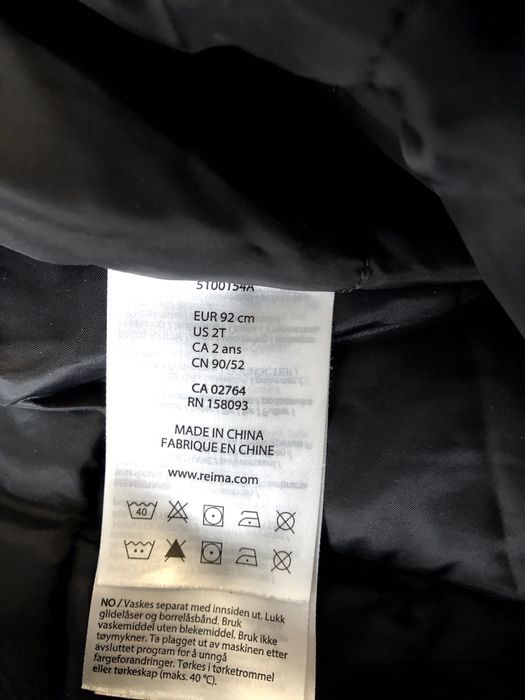 5100154A
EUR 92 cm
US 2T
CA 2 ans
CN 90/52
CA 02764
RN 158093
MADE IN CHINA
FABRIQUE EN CHINE
www.reima.com
40
NO / Vaskes separat med innsiden ut. Lukk
glidelåser og borrelåsbånd. Bruk
vaskemiddel uten blekemiddel. Bruk ikke
tøymykner. Ta plagget ut av maskinen etter
avsluttet program for å unngå
fargeforandringer. Tørkes i tørketrommel
eller tørkeskap (maks. 40 °C).